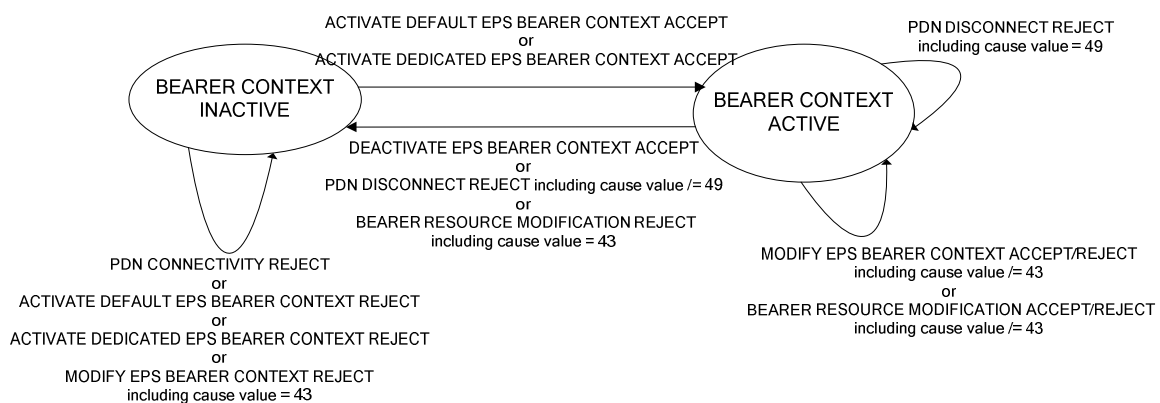 ACTIVATE DEFAULT EPS BEARER CONTEXT ACCEPT
or
ACTIVATE DEDICATED EPS BEARER CONTEXT ACCEPT
PDN DISCONNECT REJECT
including cause value = 49
BEARER CONTEXT
INACTIVE
BEARER CONTEXT
ACTIVE
DEACTIVATE EPS BEARER CONTEXT ACCEPT
or
PDN DISCONNECT REJECT including cause value /= 49
or
BEARER RESOURCE MODIFICATION REJECT
including cause value = 43
PDN CONNECTIVITY REJECT
or
ACTIVATE DEFAULT EPS BEARER CONTEXT REJECT
or
ACTIVATE DEDICATED EPS BEARER CONTEXT REJECT
or
MODIFY EPS BEARER CONTEXT REJECT
including cause value = 43
MODIFY EPS BEARER CONTEXT ACCEPT/REJECT
including cause value /= 43
or
BEARER RESOURCE MODIFICATION ACCEPT/REJECT
including cause value /= 43